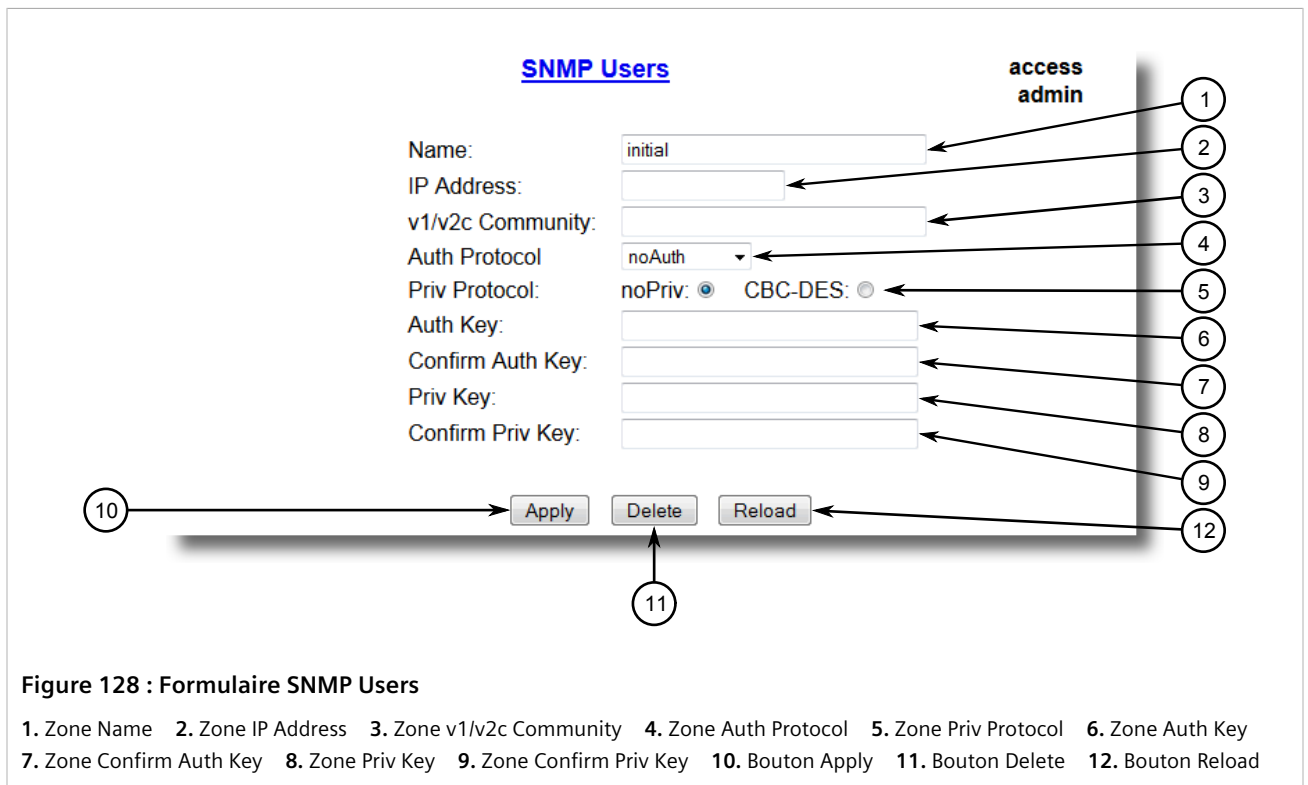 SNMP Users
access
admin
1
Name: initial
2
IP Address:
3
v1/v2c Community:
4
Auth Protocol noAuth
5
Priv Protocol: noPriv: CBC-DES:
6
Auth Key:
7
Confirm Auth Key:
8
Priv Key:
9
Confirm Priv Key:
10
Apply Delete Reload
12
11
Figure 128 : Formulaire SNMP Users
1. Zone Name 2. Zone IP Address 3. Zone v1/v2c Community 4. Zone Auth Protocol 5. Zone Priv Protocol 6. Zone Auth Key
7. Zone Confirm Auth Key 8. Zone Priv Key 9. Zone Confirm Priv Key 10. Bouton Apply 11. Bouton Delete 12. Bouton Reload